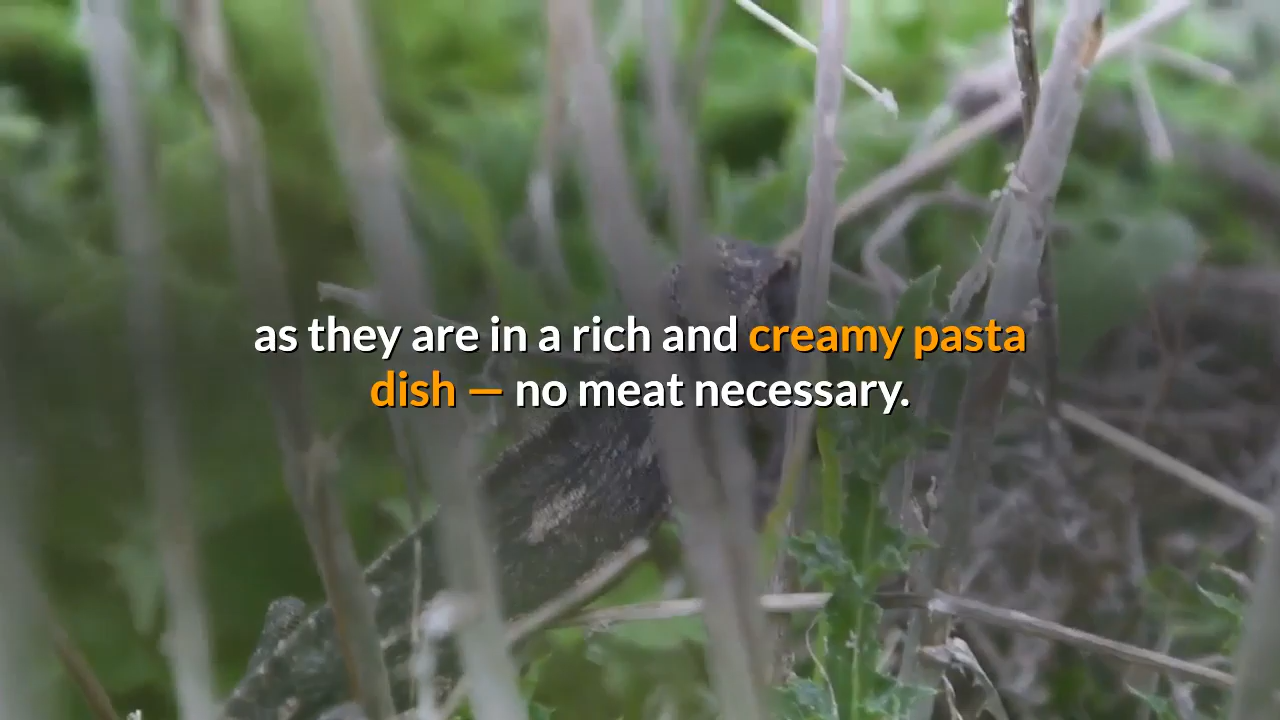 as they are in a rich and creamy pasta
dish — no meat necessary.